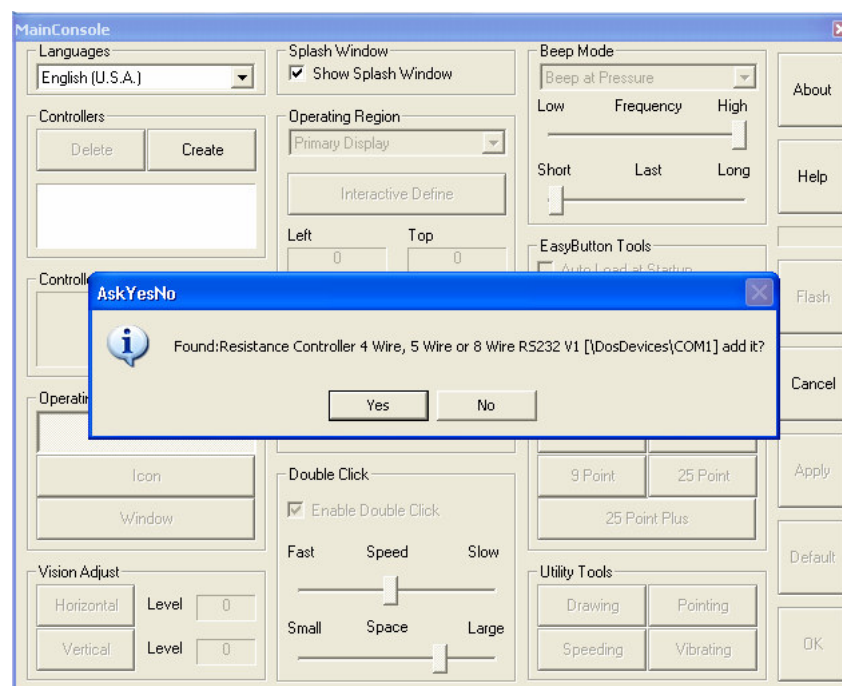 MainConsole
Languages
English (U.S.A.)
Controllers
Delete
Create
Splash Window
Show Splash Window
Operating Region
Primary Display
Interactive Define
Left
Top
0
0
Beep Mode
Beep at Pressure
Low
Frequency
High
Short
Last
Long
EasyButton Tools
Auto Load at Startup
About
Help
Flash
Cancel
Apply
Default
OK
AskYesNo
Found:Resistance Controller 4 Wire, 5 Wire or 8 Wire RS232 V1 [\DosDevices\COM1] add it?
Yes
No
Icon
Window
Vision Adjust
Horizontal
Level
0
Vertical
Level
0
Double Click
Enable Double Click
Fast
Speed
Slow
Small
Space
Large
9 Point
25 Point
25 Point Plus
Utility Tools
Drawing
Pointing
Speeding
Vibrating